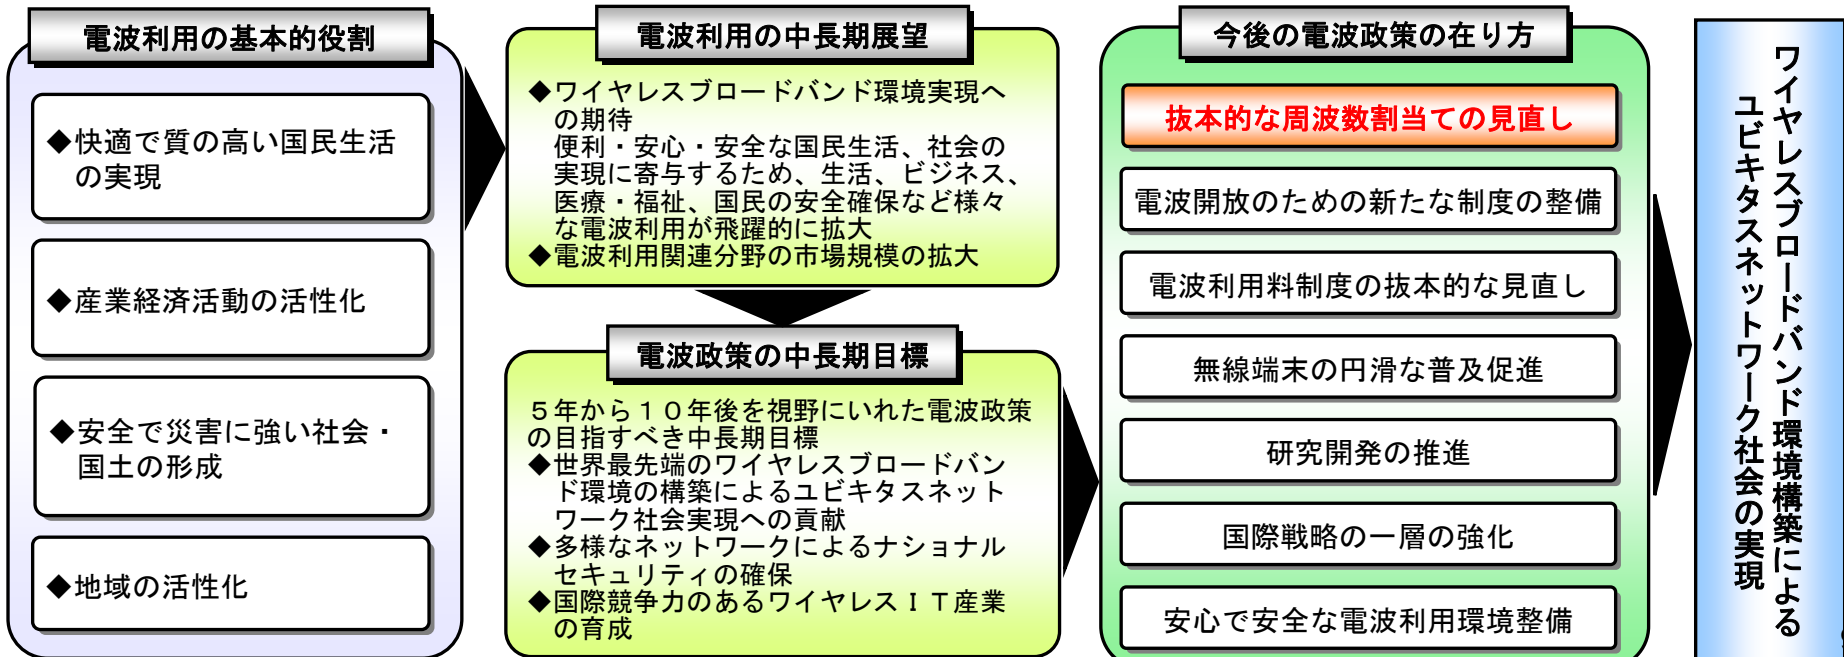 電波利用の基本的役割
◆快適で質の高い国民生活
の実現
◆産業経済活動の活性化
◆安全で災害に強い社会・
国土の形成
◆地域の活性化
電波利用の中長期展望
◆ワイヤレスブロードバンド環境実現へ
の期待
便利・安心・安全な国民生活、社会の
実現に寄与するため、生活、ビジネス、
医療・福祉、国民の安全確保など様々
な電波利用が飛躍的に拡大
◆電波利用関連分野の市場規模の拡大
電波政策の中長期目標
５年から１０年後を視野にいれた電波政策
の目指すべき中長期目標
◆世界最先端のワイヤレスブロードバン
ド環境の構築によるユビキタスネット
ワーク社会実現への貢献
◆多様なネットワークによるナショナル
セキュリティの確保
◆国際競争力のあるワイヤレスＩＴ産業
の育成
今後の電波政策の在り方
抜本的な周波数割当ての見直し
電波開放のための新たな制度の整備
電波利用料制度の抜本的な見直し
無線端末の円滑な普及促進
研究開発の推進
国際戦略の一層の強化
安心で安全な電波利用環境整備
ワイヤレスブロードバンド環境構築による
ユビキタスネットワーク社会の実現